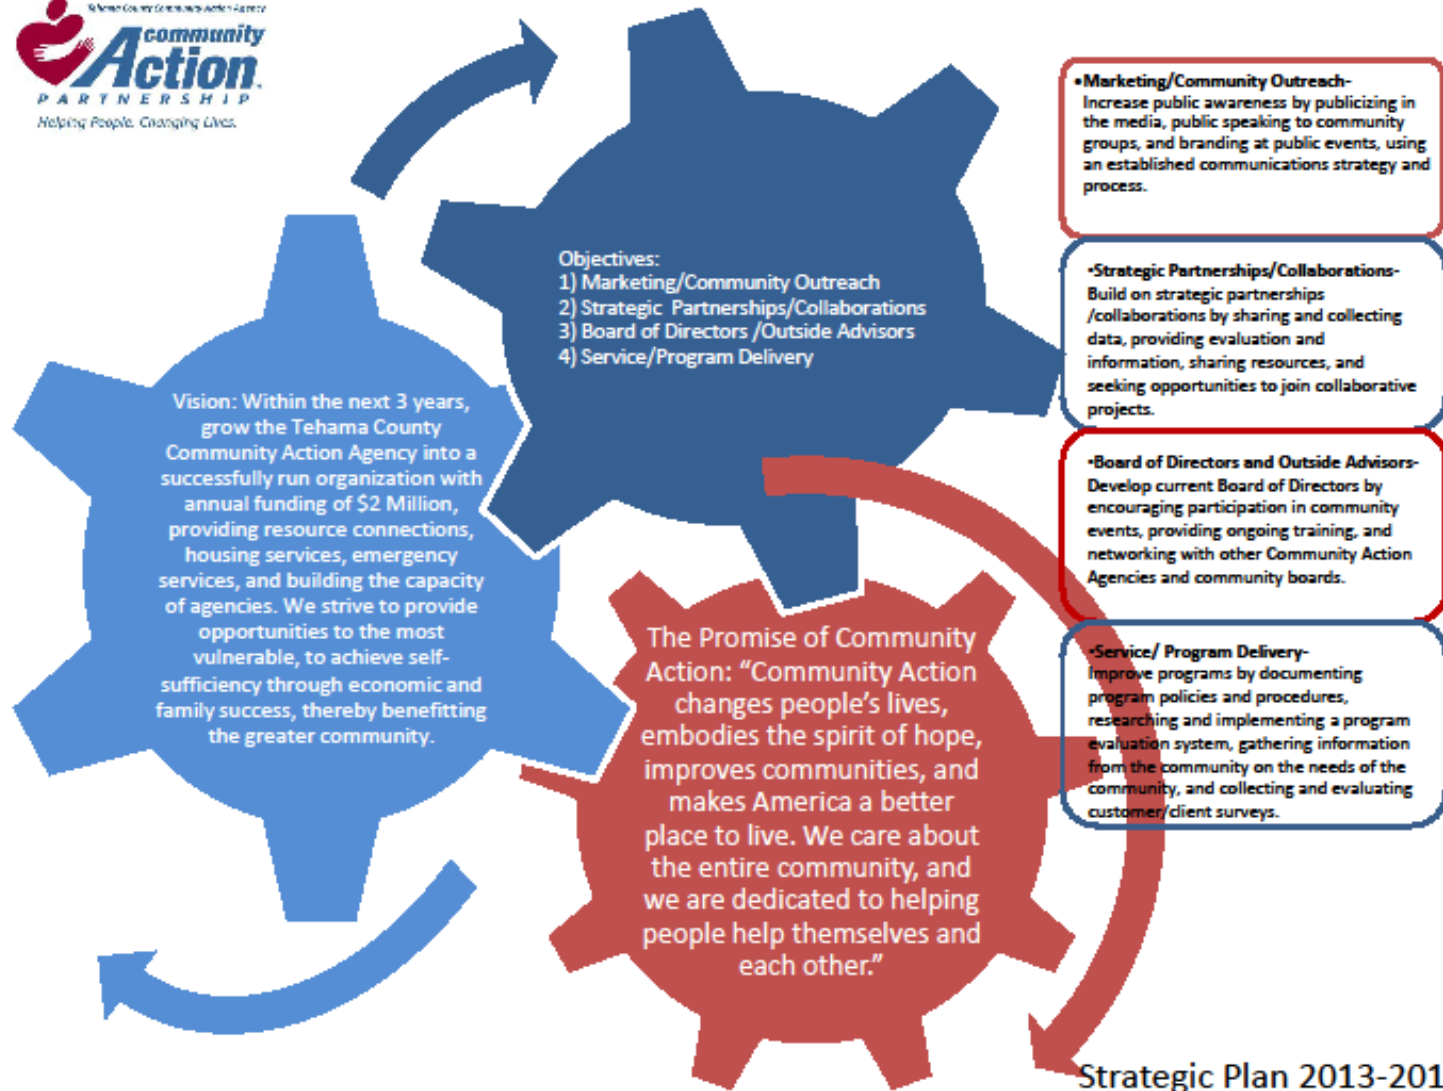 Tehama County Community Action Agency
community
Action
PARTNERSHIP
Helping People. Changing Lives.
Objectives:
1) Marketing/Community Outreach
2) Strategic Partnerships/Collaborations
3) Board of Directors /Outside Advisors
4) Service/Program Delivery
Vision: Within the next 3 years,
grow the Tehama County
Community Action Agency into a
successfully run organization with
annual funding of $2 Million,
providing resource connections,
housing services, emergency
services, and building the capacity
of agencies. We strive to provide
opportunities to the most
vulnerable, to achieve self-
sufficiency through economic and
family success, thereby benefitting
the greater community.
The Promise of Community
Action: “Community Action
changes people’s lives,
embodies the spirit of hope,
improves communities, and
makes America a better
place to live. We care about
the entire community, and
we are dedicated to helping
people help themselves and
each other.”
•Marketing/Community Outreach-
Increase public awareness by publicizing in
the media, public speaking to community
groups, and branding at public events, using
an established communications strategy and
process.
•Strategic Partnerships/Collaborations-
Build on strategic partnerships
/collaborations by sharing and collecting
data, providing evaluation and
information, sharing resources, and
seeking opportunities to join collaborative
projects.
•Board of Directors and Outside Advisors-
Develop current Board of Directors by
encouraging participation in community
events, providing ongoing training, and
networking with other Community Action
Agencies and community boards.
•Service/ Program Delivery-
Improve programs by documenting
program policies and procedures,
researching and implementing a program
evaluation system, gathering information
from the community on the needs of the
community, and collecting and evaluating
customer/client surveys.
Strategic Plan 2013-201